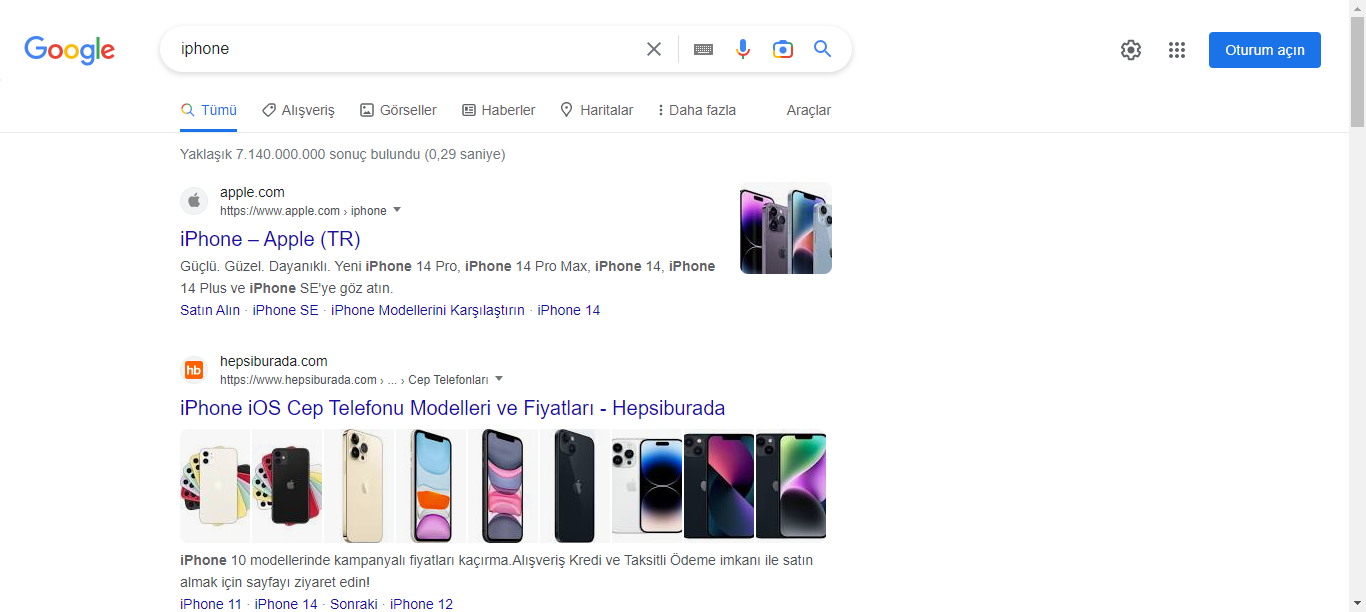 Google
iphone
Oturum açın
Tümü
Alışveriş
Görseller
Haberler
Haritalar
Daha fazla
Araçlar
Yaklaşık 7.140.000.000 sonuç bulundu (0,29 saniye)
apple.com
https://www.apple.com › iphone
iPhone – Apple (TR)
Güçlü. Güzel. Dayanıklı. Yeni iPhone 14 Pro, iPhone 14 Pro Max, iPhone 14, iPhone
14 Plus ve iPhone SE'ye göz atın.
Satın Alın · iPhone SE · iPhone Modellerini Karşılaştırın · iPhone 14
hb
hepsiburada.com
https://www.hepsiburada.com › ... › Cep Telefonları
iPhone iOS Cep Telefonu Modelleri ve Fiyatları - Hepsiburada
iPhone 10 modellerinde kampanyalı fiyatları kaçırma.Alışveriş Kredi ve Taksitli Ödeme imkanı ile satın
almak için sayfayı ziyaret edin!
iPhone 11 · iPhone 14 · Sonraki · iPhone 12